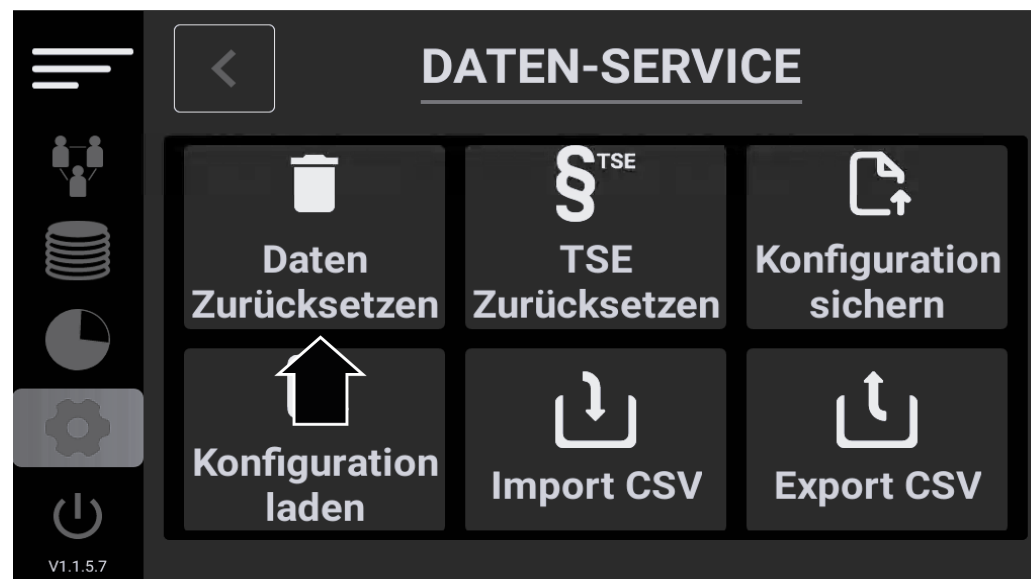 DATEN-SERVICE
Daten
Zurücksetzen
§TSE
TSE
Zurücksetzen
Konfiguration
sichern
Konfiguration
laden
Import CSV
Export CSV
V1.1.5.7